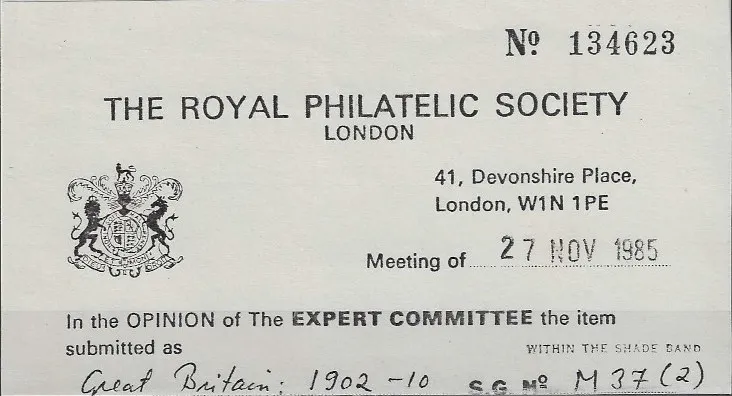 Nº 134623
THE ROYAL PHILATELIC SOCIETY
LONDON
41, Devonshire Place,
London, W1N 1PE
Meeting of 27 NOV 1985
In the OPINION of The EXPERT COMMITTEE the item
submitted as WITHIN THE SHADE BAND
Great Britain: 1902-10 S.G. Nº M37(2)